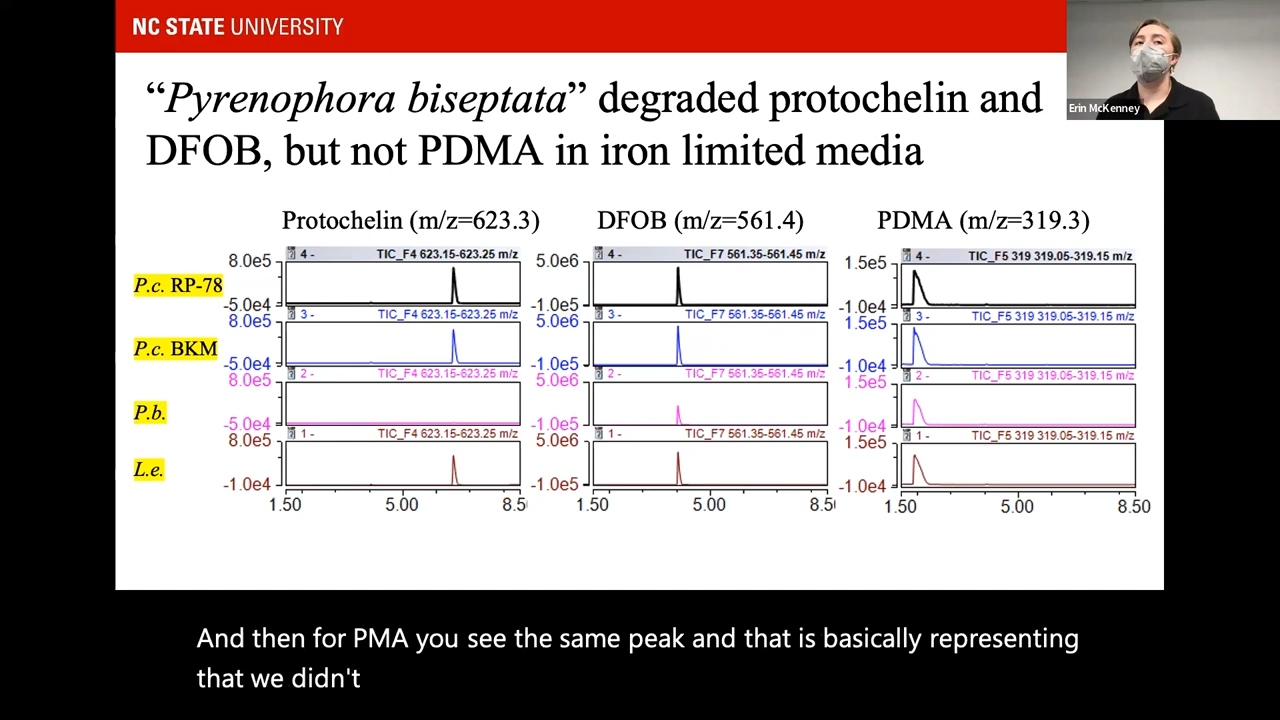 NC STATE UNIVERSITY
Erin McKenney
“Pyrenophora biseptata” degraded protochelin and
DFOB, but not PDMA in iron limited media
Protochelin (m/z=623.3)
DFOB (m/z=561.4)
PDMA (m/z=319.3)
P.c. RP-78
8.0e5
4 -
TIC_F4 623.15-623.25 m/z
-5.0e4
5.0e6
4 -
TIC_F7 561.35-561.45 m/z
-1.0e5
1.5e5
4 -
TIC_F5 319 319.05-319.15 m/z
-1.0e4
P.c. BKM
8.0e5
3 -
TIC_F4 623.15-623.25 m/z
-5.0e4
5.0e6
3 -
TIC_F7 561.35-561.45 m/z
-1.0e5
1.5e5
3 -
TIC_F5 319 319.05-319.15 m/z
-1.0e4
P.b.
8.0e5
2 -
TIC_F4 623.15-623.25 m/z
-5.0e4
5.0e6
2 -
TIC_F7 561.35-561.45 m/z
-1.0e5
1.5e5
2 -
TIC_F5 319 319.05-319.15 m/z
-1.0e4
L.e.
8.0e5
1 -
TIC_F4 623.15-623.25 m/z
-1.0e4
5.0e6
1 -
TIC_F7 561.35-561.45 m/z
-1.0e5
1.5e5
1 -
TIC_F5 319 319.05-319.15 m/z
-1.0e4
1.50 5.00 8.5
1.50 5.00 8.5
1.50 5.00 8.50
And then for PMA you see the same peak and that is basically representing
that we didn't